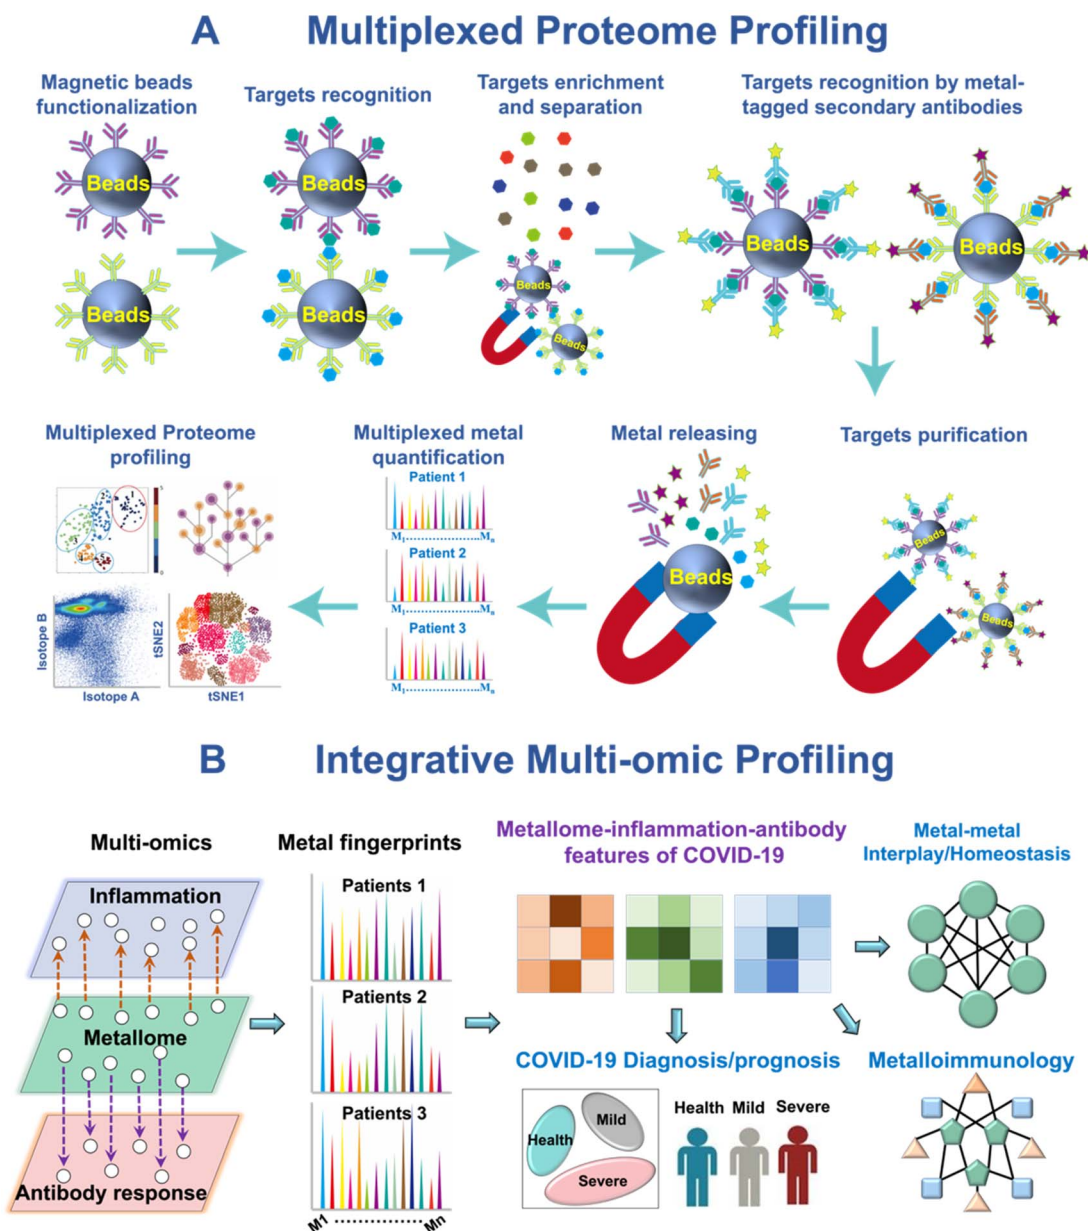 A Multiplexed Proteome Profiling
Magnetic beads
functionalization
Targets recognition
Targets enrichment
and separation
Targets recognition by metal-
tagged secondary antibodies
Beads
Beads
Beads
Beads
Beads
Beads
Beads
Beads
Multiplexed Proteome
profiling
Multiplexed metal
quantification
Metal releasing
Targets purification
Patient 1
M1..................Mn
Patient 2
M1..................Mn
Patient 3
M1..................Mn
Beads
Isotope B
Isotope A
tSNE2
tSNE1
B Integrative Multi-omic Profiling
Multi-omics
Inflammation
Metallome
Antibody response
Metal fingerprints
Patients 1
Patients 2
Patients 3
M1 ............... Mn
Metallome-inflammation-antibody
features of COVID-19
Metal-metal
Interplay/Homeostasis
COVID-19 Diagnosis/prognosis
Health
Mild
Severe
Health Mild Severe
Metalloimmunology